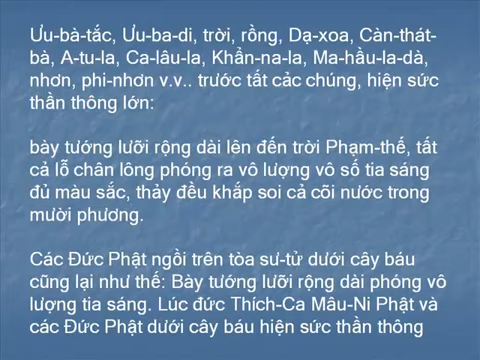 Ưu-bà-tắc, Ưu-ba-di, trời, rồng, Dạ-xoa, Càn-thát-
bà, A-tu-la, Ca-lâu-la, Khẩn-na-la, Ma-hầu-la-dà,
nhơn, phi-nhơn v.v.. trước tất cảc chúng, hiện sức
thần thông lớn:
bày tướng lưỡi rộng dài lên đến trời Phạm-thế, tất
cả lỗ chân lông phóng ra vô lượng vô số tia sáng
đủ màu sắc, thảy đều khắp soi cả cõi nước trong
mười phương.
Các Đức Phật ngồi trên tòa sư-tử dưới cây báu
cũng lại như thế: Bày tướng lưỡi rộng dài phóng vô
lượng tia sáng. Lúc đức Thích-Ca Mâu-Ni Phật và
các Đức Phật dưới cây báu hiện sức thần thông